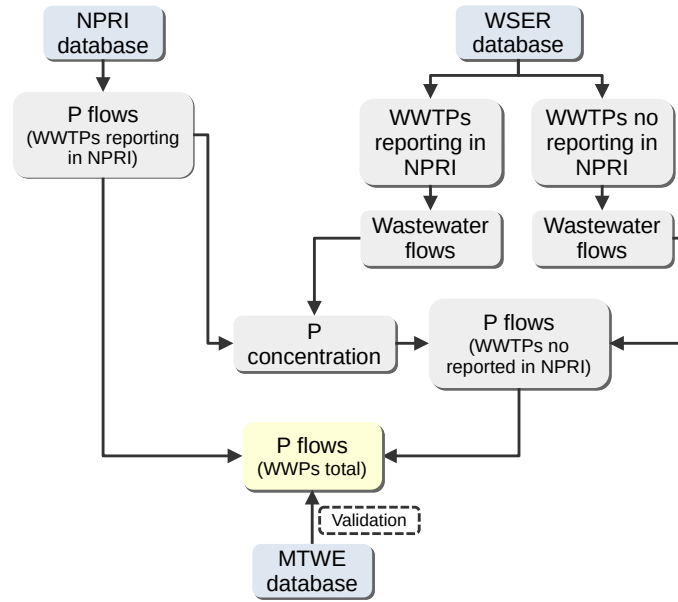 NPRI
database
WSER
database
P flows
(WWTPs reporting
in NPRI)
WWTPs
reporting in
NPRI
WWTPs no
reporting in
NPRI
Wastewater
flows
Wastewater
flows
P
concentration
P flows
(WWTPs no
reported in NPRI)
P flows
(WWPs total)
Validation
MTWE
database